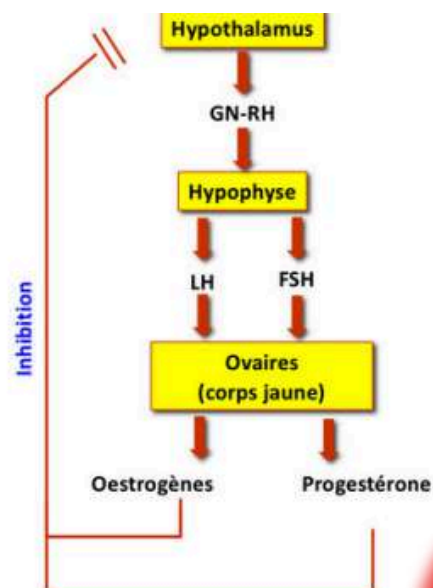 Hypothalamus
GN-RH
Hypophyse
LH FSH
Inhibition
Ovaires
(corps jaune)
Oestrogènes Progestérone